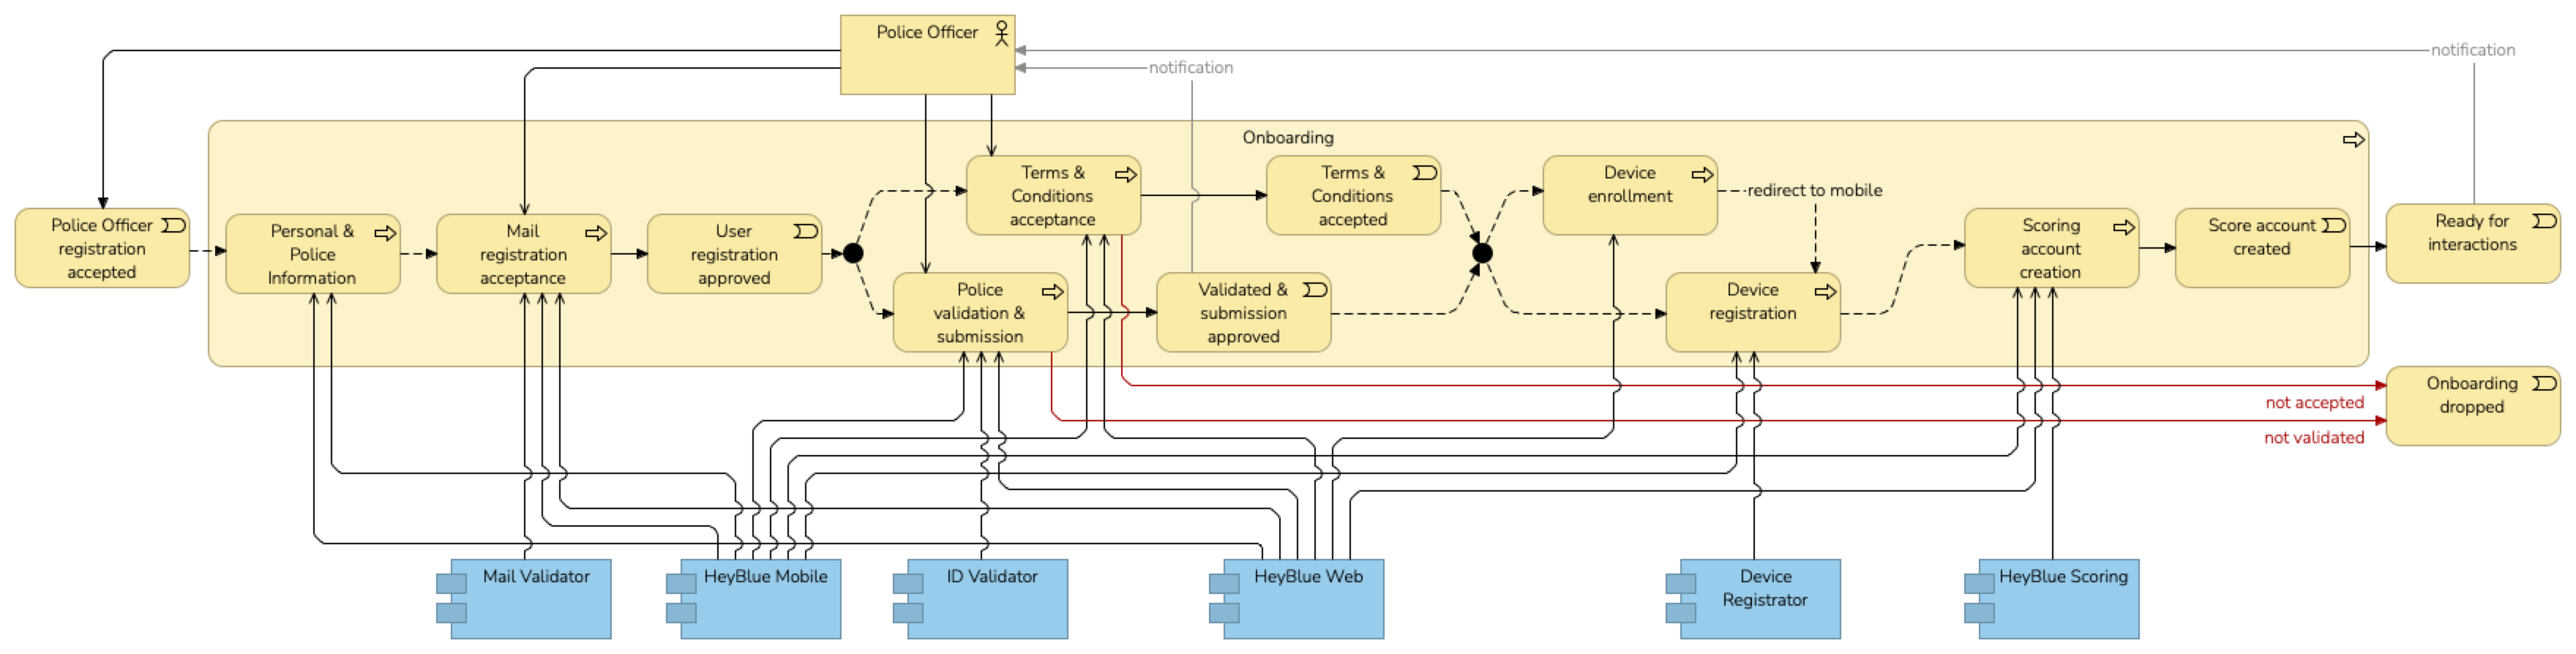 Police Officer
notification
notification
Onboarding
Police Officer
registration
accepted
Personal &
Police
Information
Mail
registration
acceptance
User
registration
approved
Terms &
Conditions
acceptance
Police
validation &
submission
Terms &
Conditions
accepted
Validated &
submission
approved
Device
enrollment
redirect to mobile
Device
registration
Scoring
account
creation
Score account
created
Ready for
interactions
Onboarding
dropped
not accepted
not validated
Mail Validator
HeyBlue Mobile
ID Validator
HeyBlue Web
Device
Registrator
HeyBlue Scoring